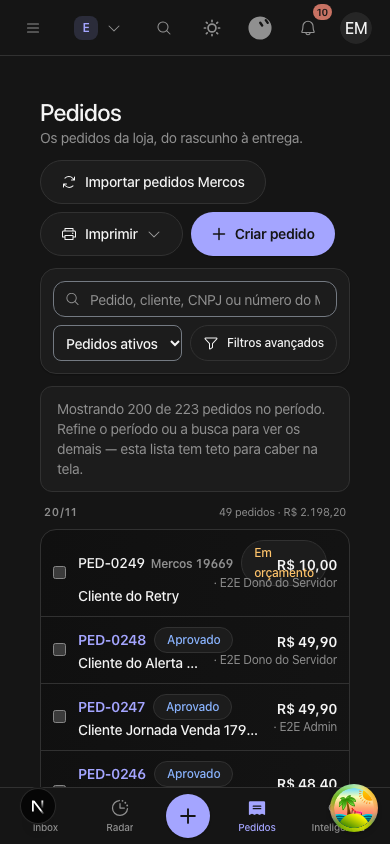 E
10
EM
Pedidos
Os pedidos da loja, do rascunho à entrega.
Importar pedidos Mercos
Imprimir
Criar pedido
Pedido, cliente, CNPJ ou número do M
Pedidos ativos
Filtros avançados
Mostrando 200 de 223 pedidos no período.
Refine o período ou a busca para ver os
demais — esta lista tem teto para caber na
tela.
20/11
49 pedidos · R$ 2.198,20
PED-0249 Mercos 19669
Em
orçamento
R$ 10,00
· E2E Dono do Servidor
Cliente do Retry
PED-0248
Aprovado
R$ 49,90
Cliente do Alerta ...
· E2E Dono do Servidor
PED-0247
Aprovado
R$ 49,90
Cliente Jornada Venda 179...
· E2E Admin
PED-0246
Aprovado
R$ 48,40
N
Inbox
Radar
Pedidos